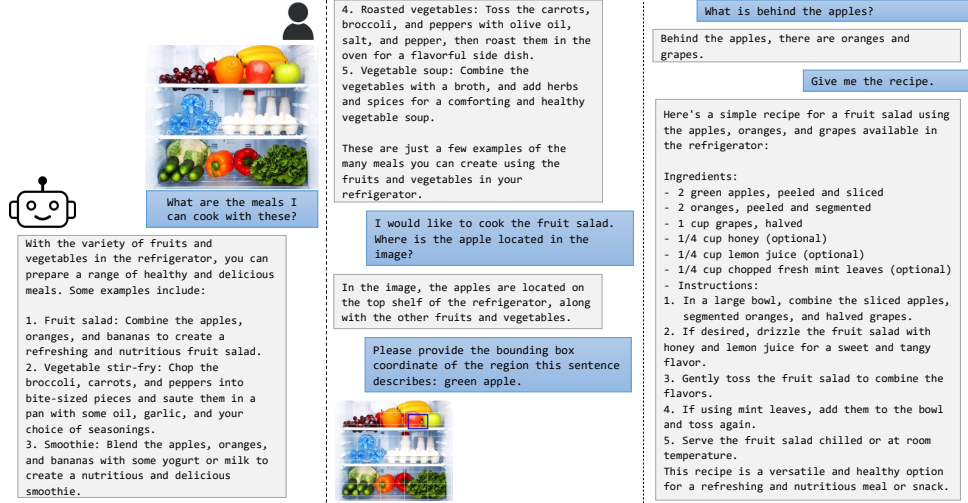 What are the meals I
can cook with these?
With the variety of fruits and
vegetables in the refrigerator, you can
prepare a range of healthy and delicious
meals. Some examples include:
1. Fruit salad: Combine the apples,
oranges, and bananas to create a
refreshing and nutritious fruit salad.
2. Vegetable stir-fry: Chop the
broccoli, carrots, and peppers into
bite-sized pieces and saute them in a
pan with some oil, garlic, and your
choice of seasonings.
3. Smoothie: Blend the apples, oranges,
and bananas with some yogurt or milk to
create a nutritious and delicious
smoothie.
4. Roasted vegetables: Toss the carrots,
broccoli, and peppers with olive oil,
salt, and pepper, then roast them in the
oven for a flavorful side dish.
5. Vegetable soup: Combine the
vegetables with a broth, and add herbs
and spices for a comforting and healthy
vegetable soup.
These are just a few examples of the
many meals you can create using the
fruits and vegetables in your
refrigerator.
I would like to cook the fruit salad.
Where is the apple located in the
image?
In the image, the apples are located on
the top shelf of the refrigerator, along
with the other fruits and vegetables.
Please provide the bounding box
coordinate of the region this sentence
describes: green apple.
What is behind the apples?
Behind the apples, there are oranges and
grapes.
Give me the recipe.
Here's a simple recipe for a fruit salad using
the apples, oranges, and grapes available in
the refrigerator:
Ingredients:
- 2 green apples, peeled and sliced
- 2 oranges, peeled and segmented
- 1 cup grapes, halved
- 1/4 cup honey (optional)
- 1/4 cup lemon juice (optional)
- 1/4 cup chopped fresh mint leaves (optional)
- Instructions:
1. In a large bowl, combine the sliced apples,
segmented oranges, and halved grapes.
2. If desired, drizzle the fruit salad with
honey and lemon juice for a sweet and tangy
flavor.
3. Gently toss the fruit salad to combine the
flavors.
4. If using mint leaves, add them to the bowl
and toss again.
5. Serve the fruit salad chilled or at room
temperature.
This recipe is a versatile and healthy option
for a refreshing and nutritious meal or snack.